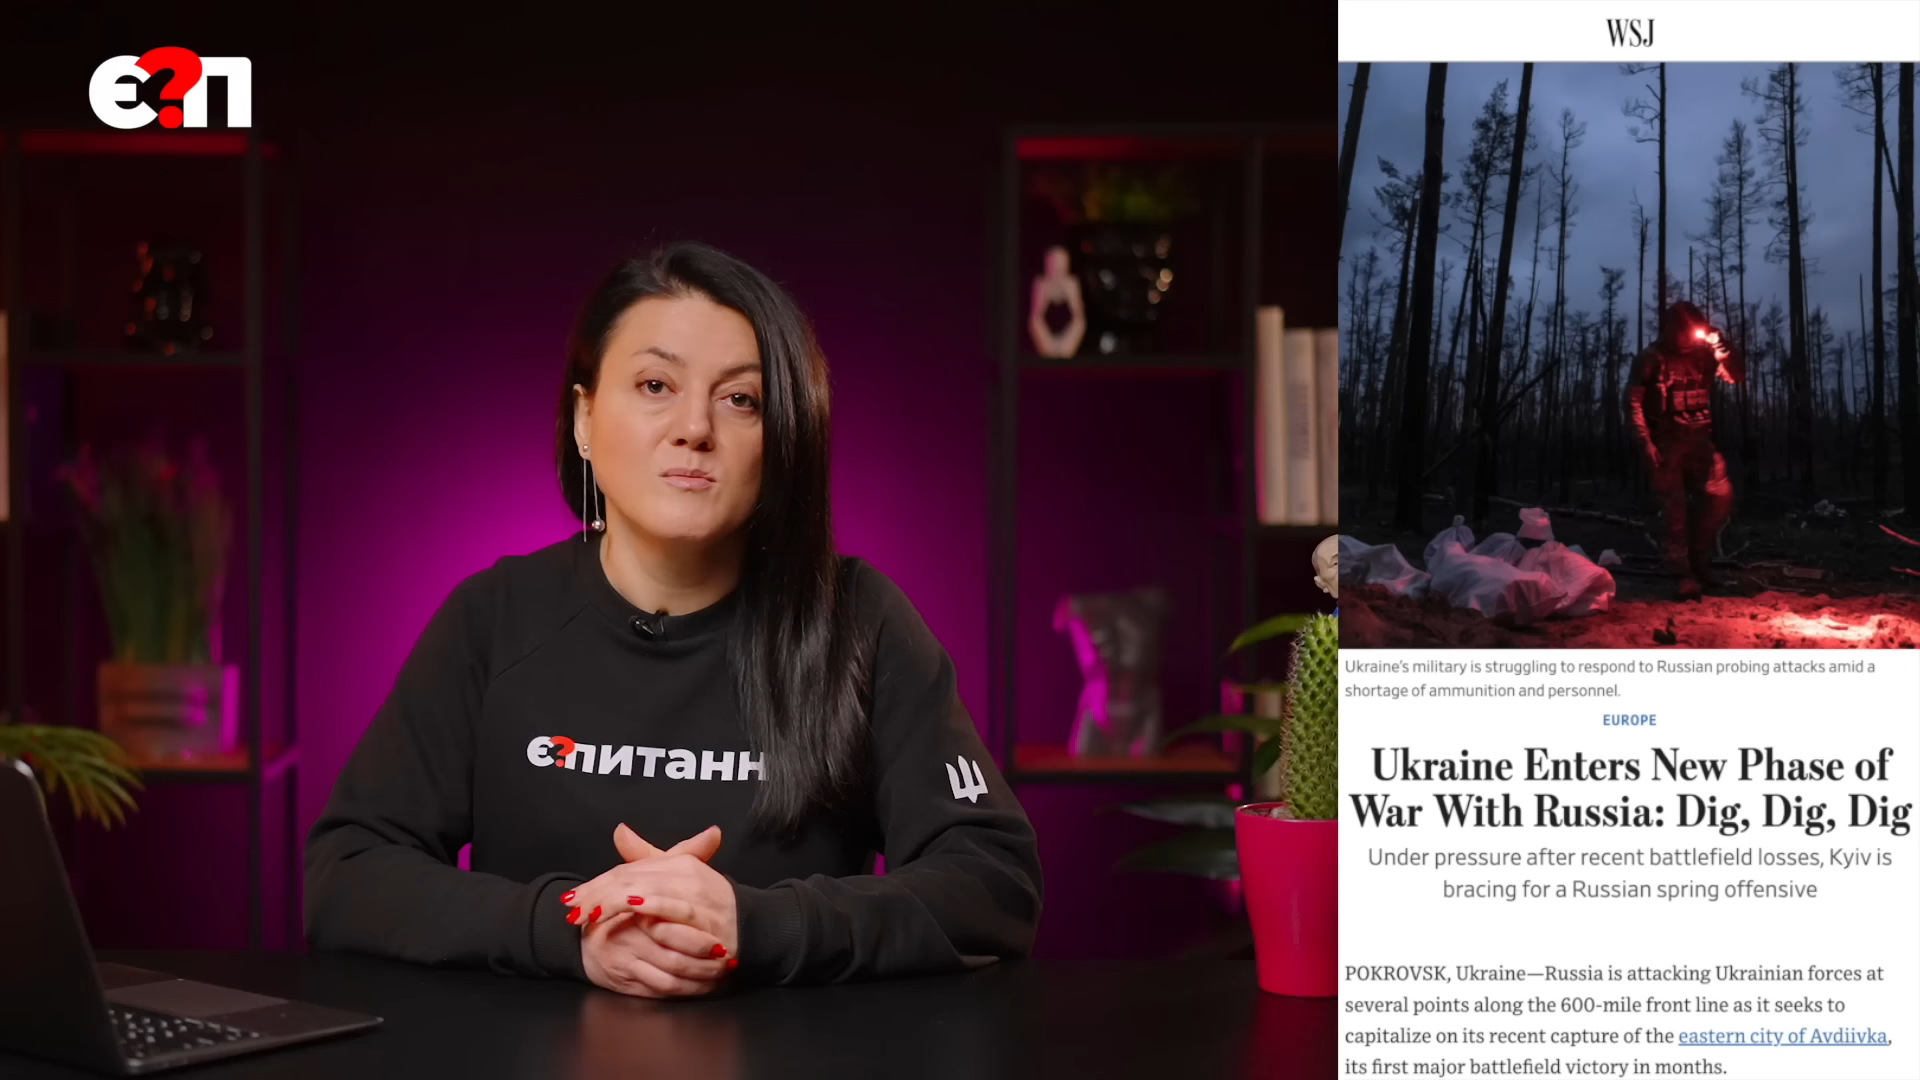 Є?П
Є?ПИТАНН
WSJ
Ukraine's military is struggling to respond to Russian probing attacks amid a
shortage of ammunition and personnel.
EUROPE
Ukraine Enters New Phase of
War With Russia: Dig, Dig, Dig
Under pressure after recent battlefield losses, Kyiv is
bracing for a Russian spring offensive
POKROVSK, Ukraine—Russia is attacking Ukrainian forces at
several points along the 600-mile front line as it seeks to
capitalize on its recent capture of the eastern city of Avdiivka,
its first major battlefield victory in months.